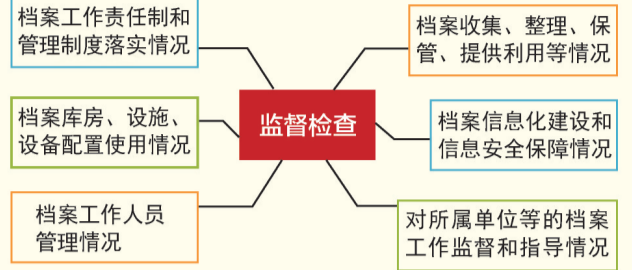 档案工作责任制和
管理制度落实情况
档案库房、设施、
设备配置使用情况
档案工作人员
管理情况
监督检查
档案收集、整理、保
管、提供利用等情况
档案信息化建设和
信息安全保障情况
对所属单位等的档案
工作监督和指导情况